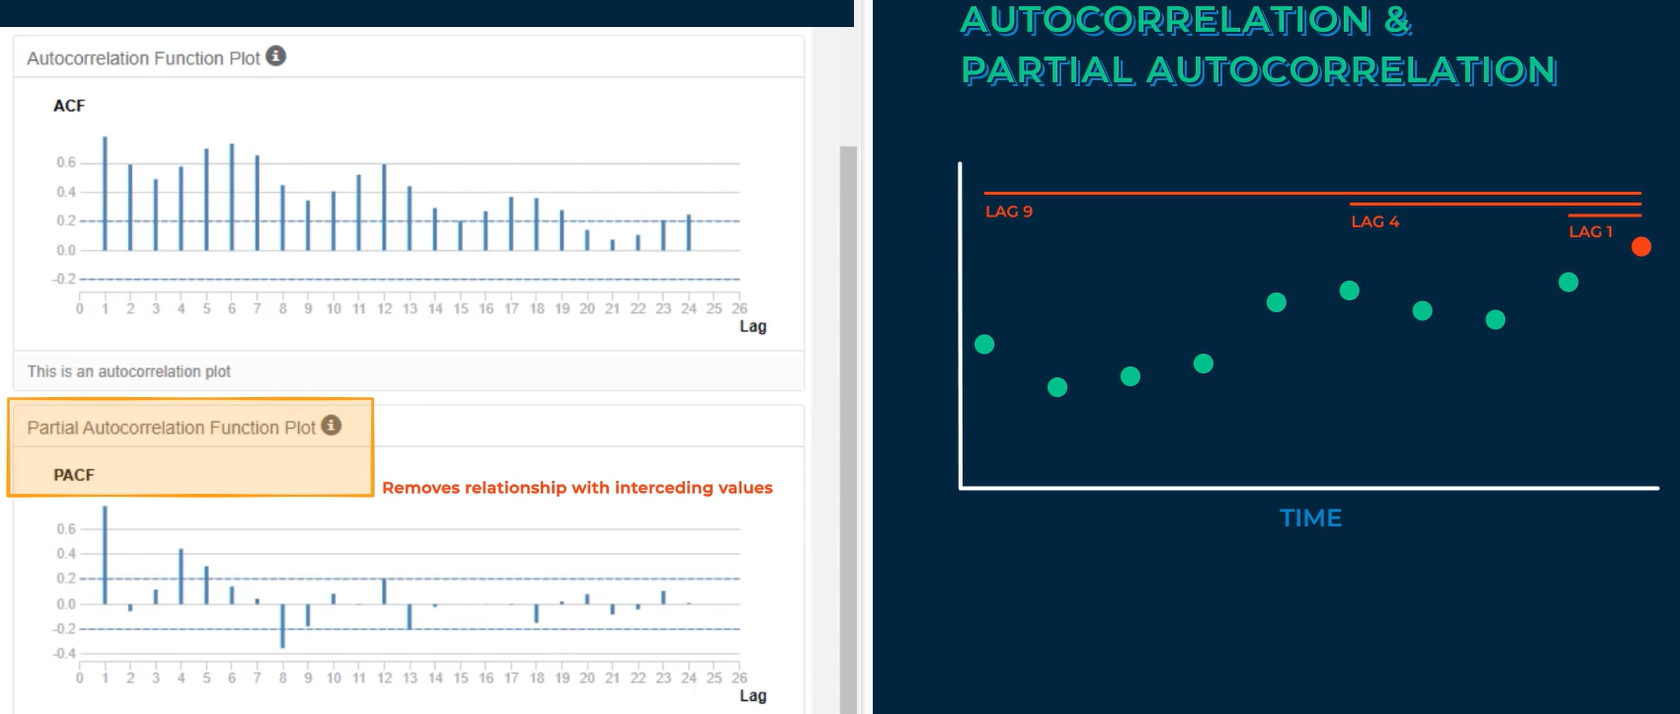 Autocorrelation Function Plot
ACF
0.6
0.4
0.2
0.0
-0.2
0 1 2 3 4 5 6 7 8 9 10 11 12 13 14 15 16 17 18 19 20 21 22 23 24 25 26
Lag
This is an autocorrelation plot
Partial Autocorrelation Function Plot
PACF
Removes relationship with interceding values
0.6
0.4
0.2
0.0
-0.2
-0.4
0 1 2 3 4 5 6 7 8 9 10 11 12 13 14 15 16 17 18 19 20 21 22 23 24 25 26
Lag
AUTOCORRELATION &
PARTIAL AUTOCORRELATION
LAG 9
LAG 4
LAG 1
TIME